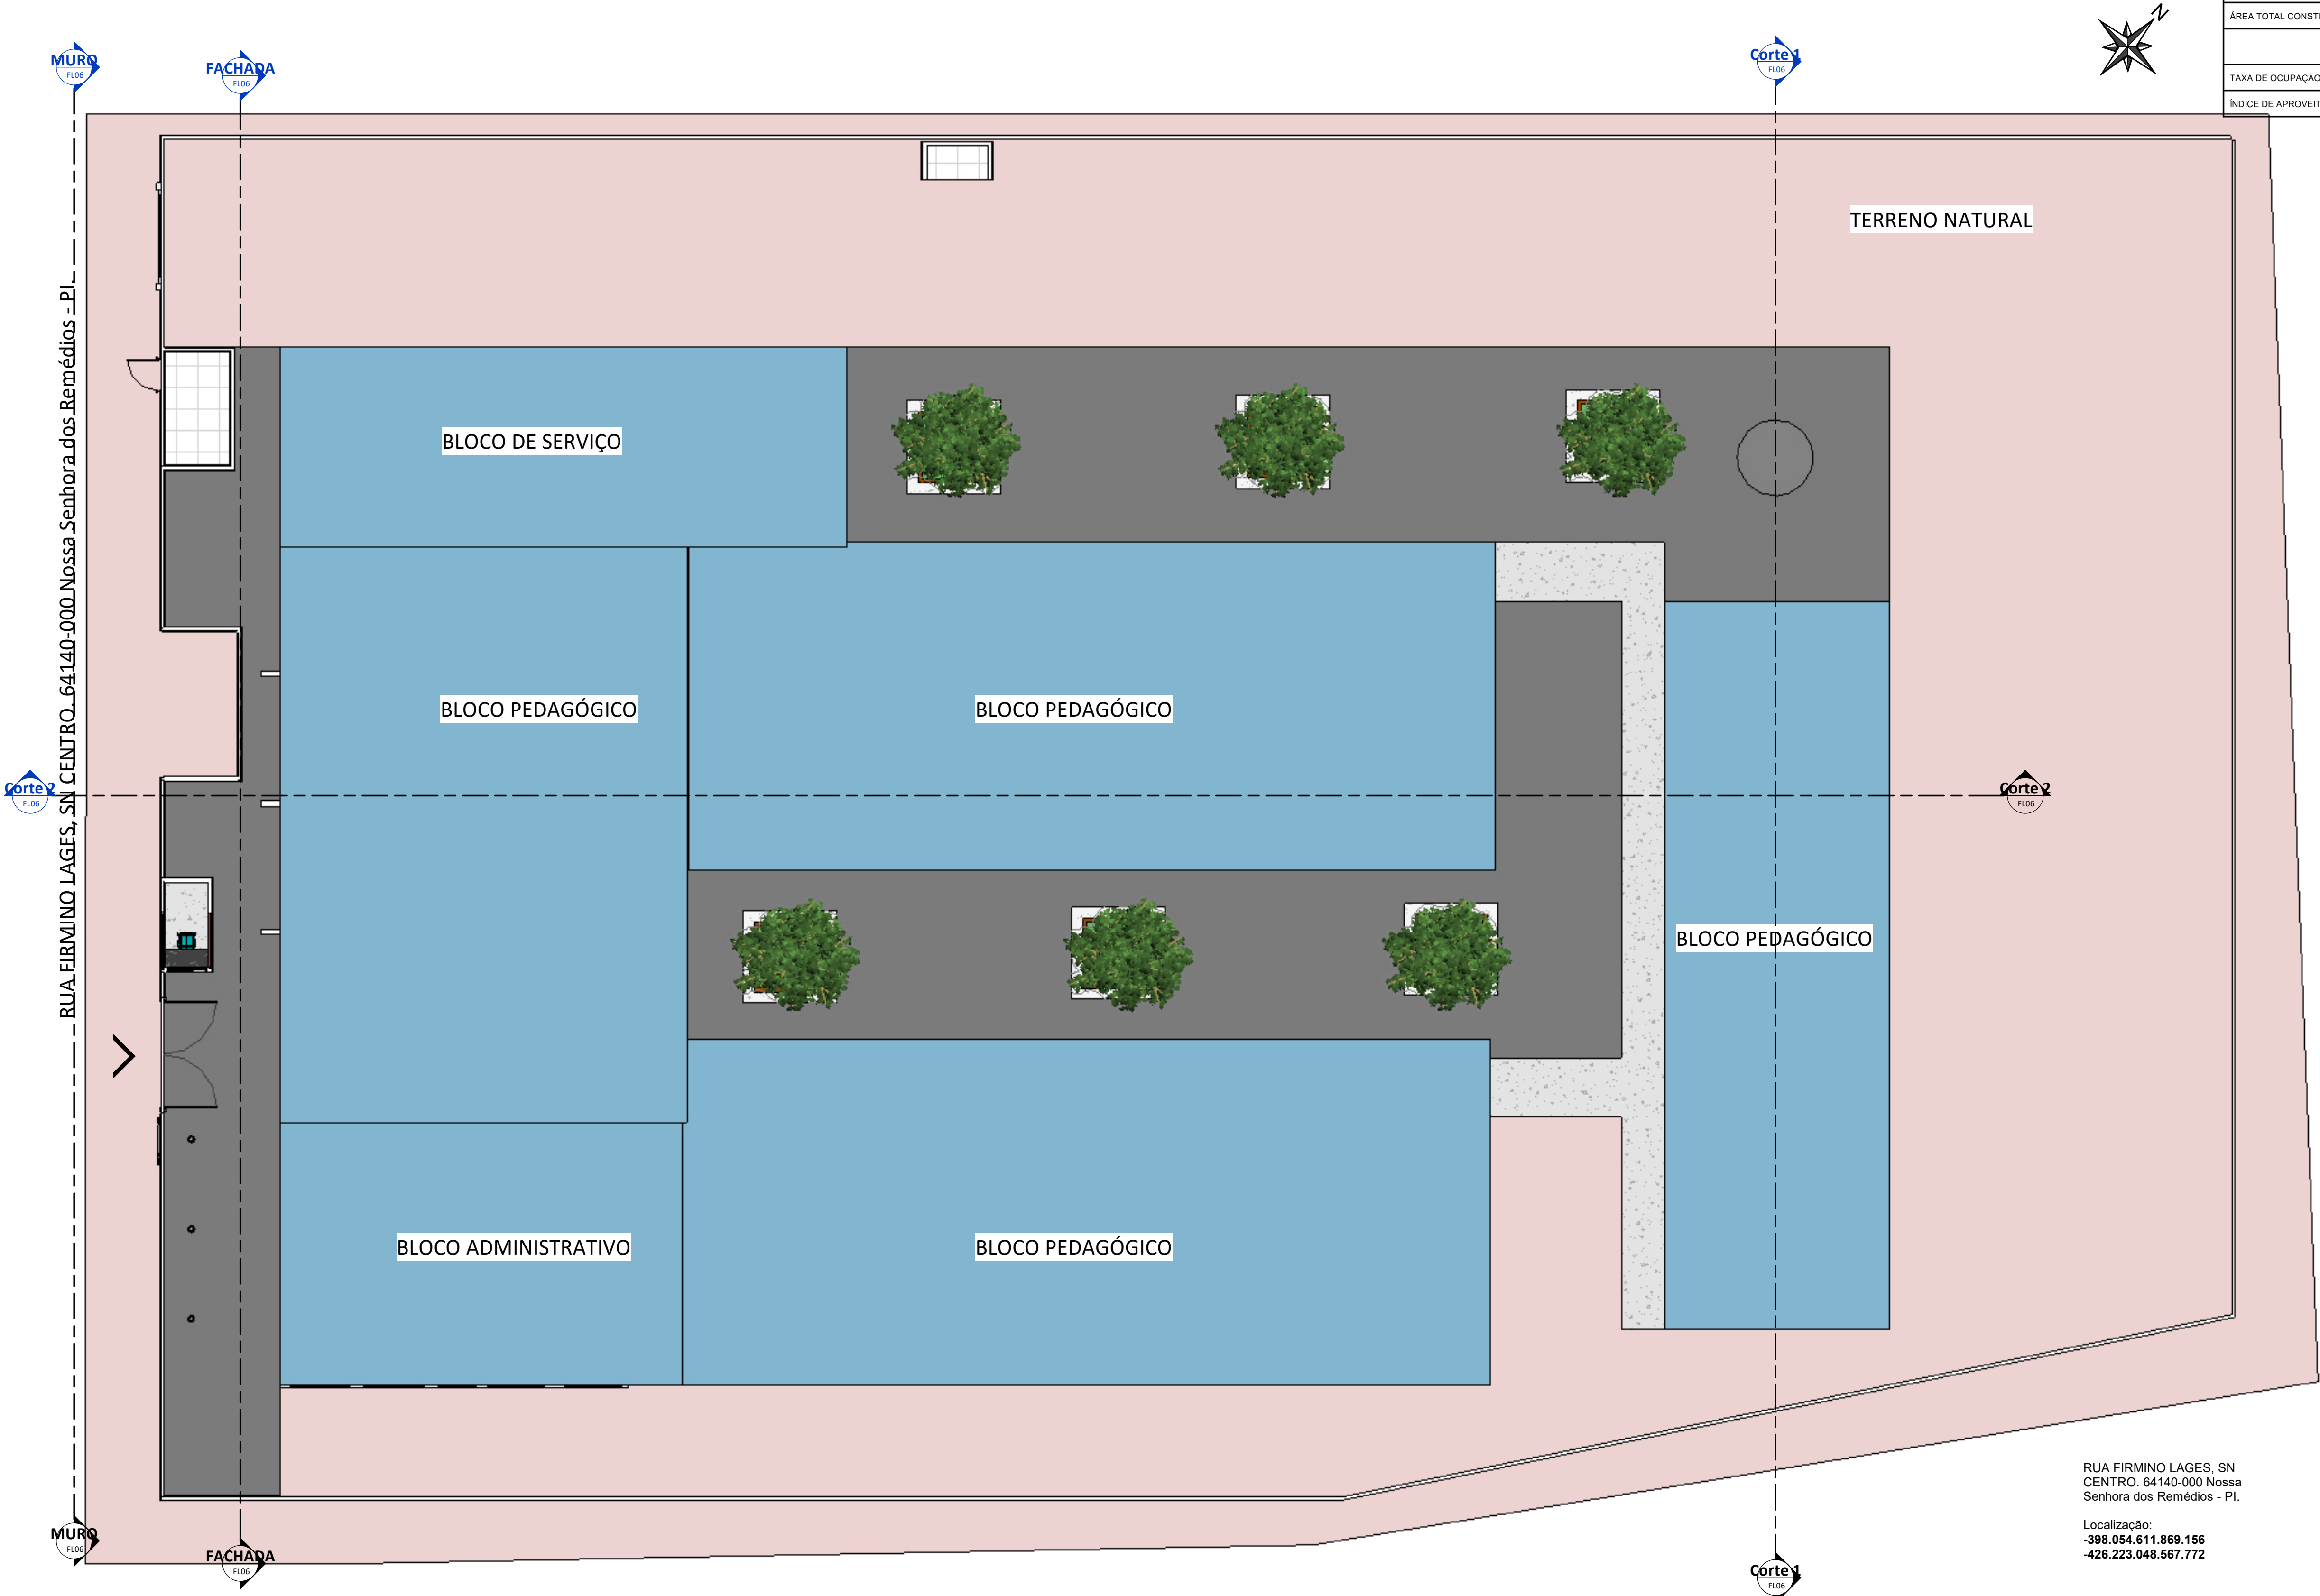 N
ÁREA TOTAL CONST
TAXA DE OCUPAÇÃO
ÍNDICE DE APROVEIT
MURO
FL06
FACHADA
FL06
Corte 1
FL06
TERRENO NATURAL
RUA FIRMINO LAGES, SN CENTRO. 64140-000 Nossa Senhora dos Remédios - PI.
BLOCO DE SERVIÇO
BLOCO PEDAGÓGICO
BLOCO PEDAGÓGICO
Corte 2
FL06
Corte 2
FL06
BLOCO PEDAGÓGICO
BLOCO ADMINISTRATIVO
BLOCO PEDAGÓGICO
RUA FIRMINO LAGES, SN
CENTRO. 64140-000 Nossa
Senhora dos Remédios - PI.
Localização:
-398.054.611.869.156
-426.223.048.567.772
MURO
FL06
FACHADA
FL06
Corte 1
FL06